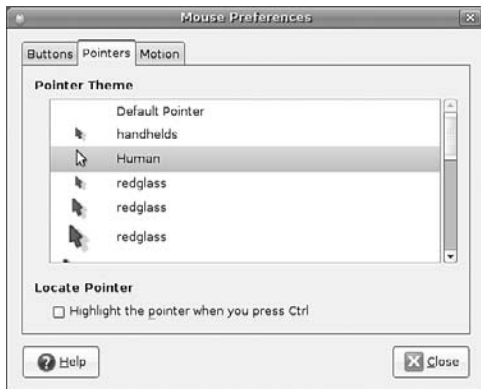 Mouse Preferences
Buttons Pointers Motion
Pointer Theme
Default Pointer
handhelds
Human
redglass
redglass
redglass
Locate Pointer
Highlight the pointer when you press Ctrl
Help Close